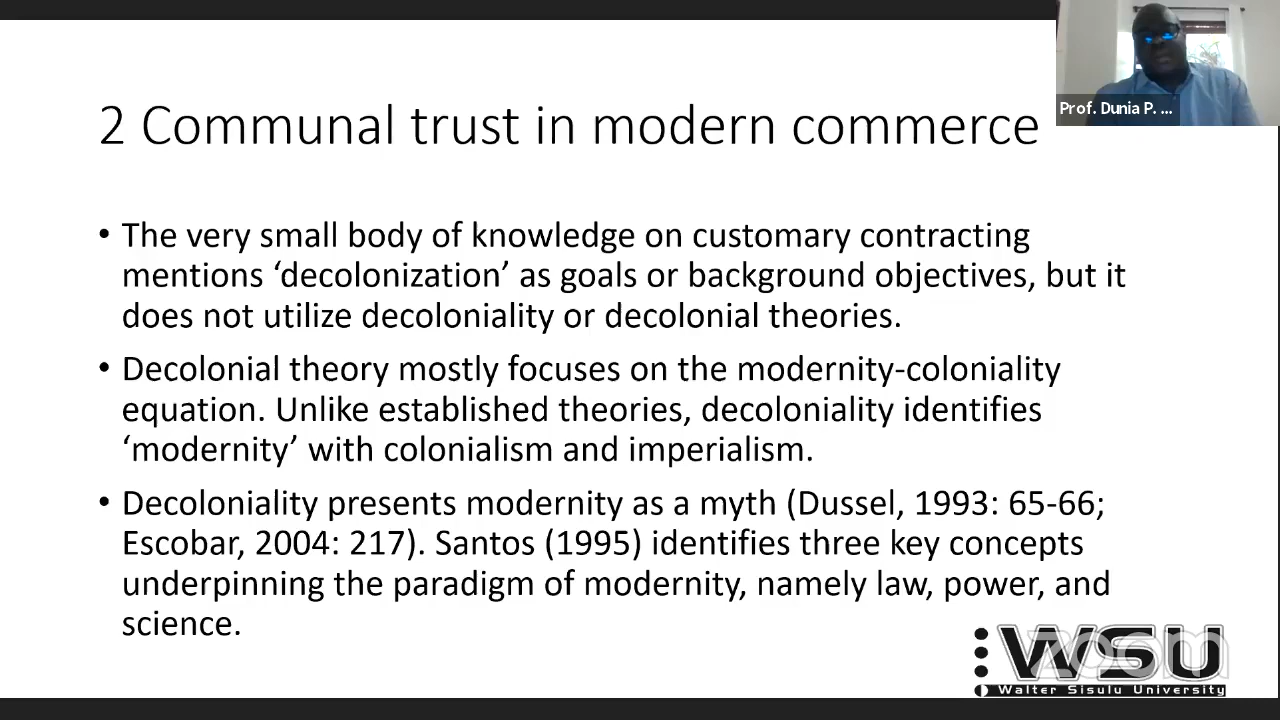 2 Communal trust in modern commerce
Prof. Dunia P. ...
• The very small body of knowledge on customary contracting
mentions ‘decolonization’ as goals or background objectives, but it
does not utilize decoloniality or decolonial theories.
• Decolonial theory mostly focuses on the modernity-coloniality
equation. Unlike established theories, decoloniality identifies
‘modernity’ with colonialism and imperialism.
• Decoloniality presents modernity as a myth (Dussel, 1993: 65-66;
Escobar, 2004: 217). Santos (1995) identifies three key concepts
underpinning the paradigm of modernity, namely law, power, and
science.
WSU
zoom
Walter Sisulu University